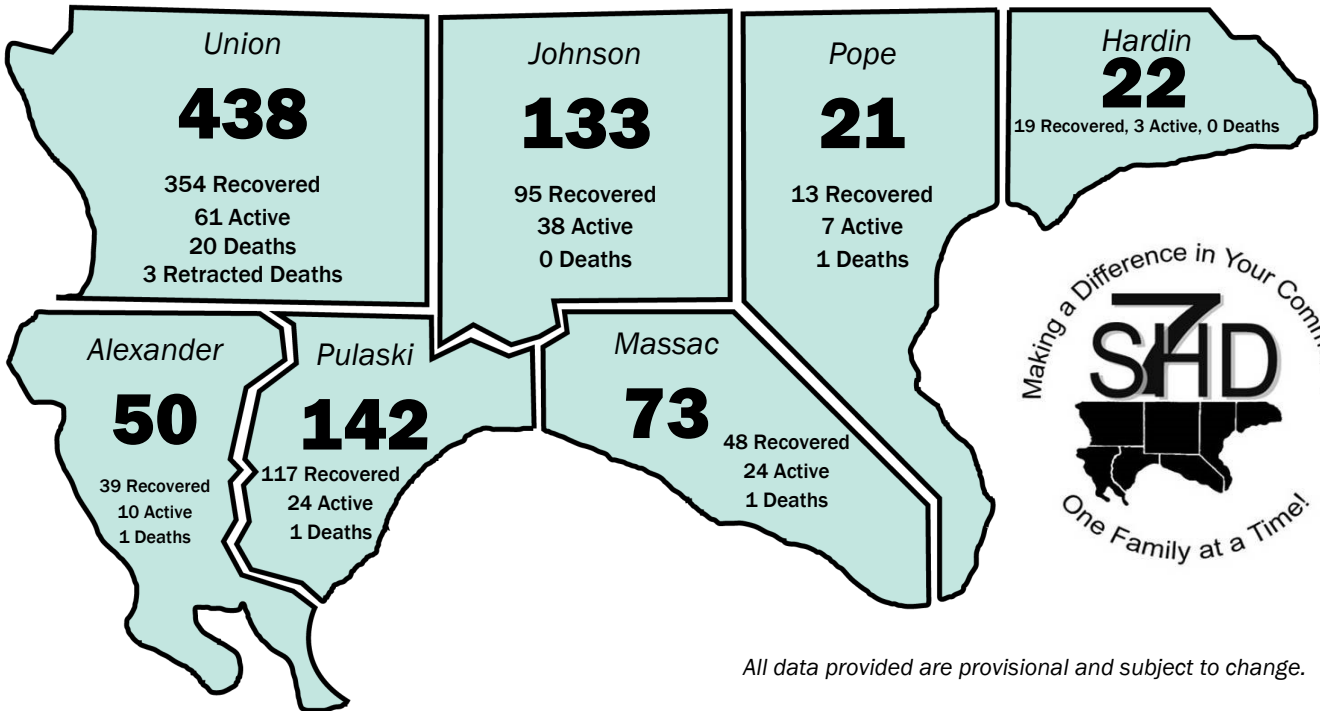 Union
438
354 Recovered
61 Active
20 Deaths
3 Retracted Deaths
Johnson
133
95 Recovered
38 Active
0 Deaths
Pope
21
13 Recovered
7 Active
1 Deaths
Hardin
22
19 Recovered, 3 Active, 0 Deaths
Alexander
50
39 Recovered
10 Active
1 Deaths
Pulaski
142
117 Recovered
24 Active
1 Deaths
Massac
73
48 Recovered
24 Active
1 Deaths
Making a Difference in Your
S7HD
One Family at a Time!
All data provided are provisional and subject to change.